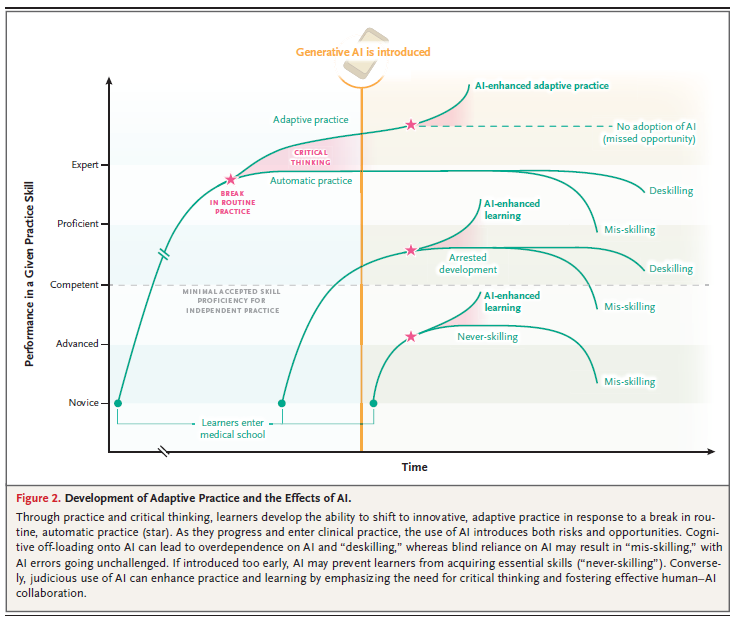 Generative AI is introduced
AI-enhanced adaptive practice
Adaptive practice
No adoption of AI
(missed opportunity)
CRITICAL
THINKING
Expert
Automatic practice
BREAK
IN ROUTINE
PRACTICE
Deskilling
AI-enhanced
learning
Proficient
Mis-skilling
Arrested
development
Deskilling
Competent
MINIMAL ACCEPTED SKILL
PROFICIENCY FOR
INDEPENDENT PRACTICE
AI-enhanced
learning
Mis-skilling
Never-skilling
Advanced
Mis-skilling
Novice
Learners enter
medical school
Performance in a Given Practice Skill
Time
Figure 2. Development of Adaptive Practice and the Effects of AI.
Through practice and critical thinking, learners develop the ability to shift to innovative, adaptive practice in response to a break in rou-
tine, automatic practice (star). As they progress and enter clinical practice, the use of AI introduces both risks and opportunities. Cogni-
tive off-loading onto AI can lead to overdependence on AI and “deskilling,” whereas blind reliance on AI may result in “mis-skilling,” with
AI errors going unchallenged. If introduced too early, AI may prevent learners from acquiring essential skills (“never-skilling”). Converse-
ly, judicious use of AI can enhance practice and learning by emphasizing the need for critical thinking and fostering effective human–AI
collaboration.